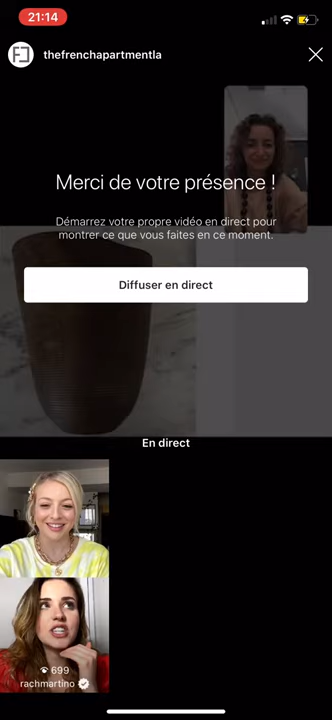 21:14
thefrenchapartmentla
Merci de votre présence !
Démarrez votre propre vidéo en direct pour
montrer ce que vous faites en ce moment.
Diffuser en direct
En direct
699
rachmartino